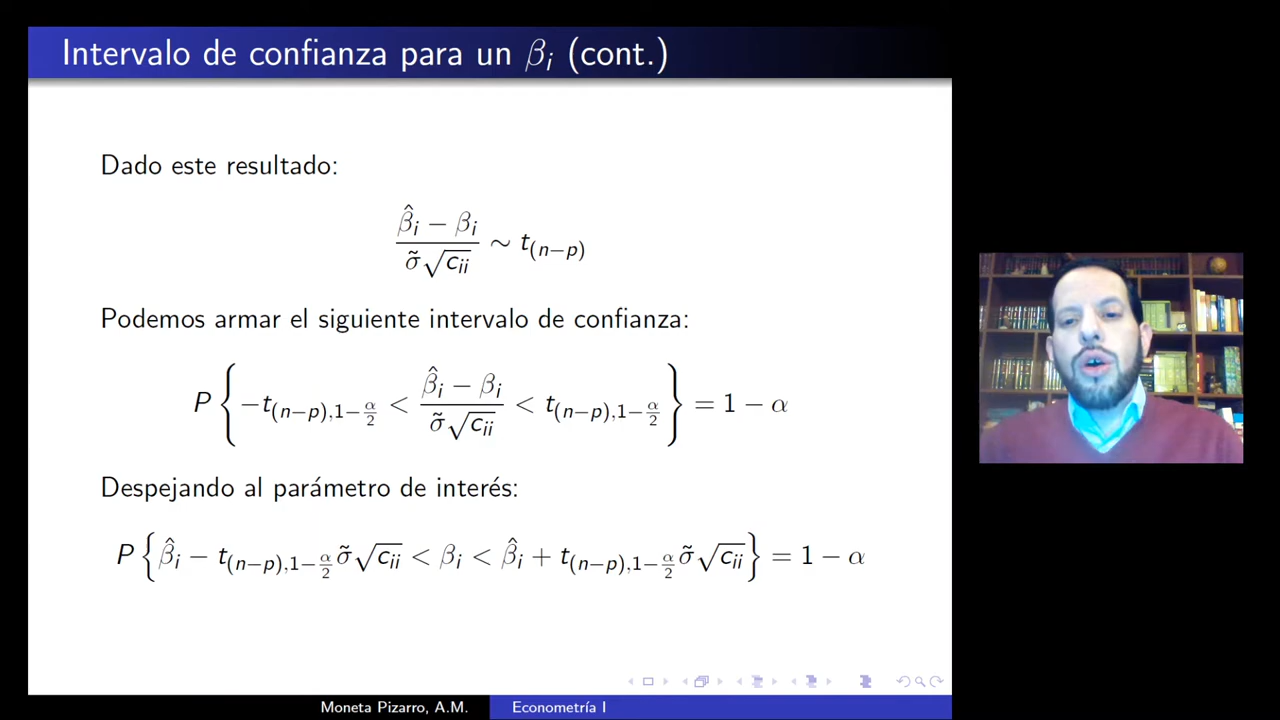 Intervalo de confianza para un βᵢ (cont.)
Dado este resultado:
$\frac{\hat{\beta}_i - \beta_i}{\tilde{\sigma}\sqrt{c_{ii}}} \sim t_{(n-p)}$
Podemos armar el siguiente intervalo de confianza:
$P\left\{-t_{(n-p),1-\frac{\alpha}{2}} < \frac{\hat{\beta}_i - \beta_i}{\tilde{\sigma}\sqrt{c_{ii}}} < t_{(n-p),1-\frac{\alpha}{2}}\right\} = 1 - \alpha$
Despejando al parámetro de interés:
$P\left\{\hat{\beta}_i - t_{(n-p),1-\frac{\alpha}{2}}\tilde{\sigma}\sqrt{c_{ii}} < \beta_i < \hat{\beta}_i + t_{(n-p),1-\frac{\alpha}{2}}\tilde{\sigma}\sqrt{c_{ii}}\right\} = 1 - \alpha$
Moneta Pizarro, A.M. Econometría I